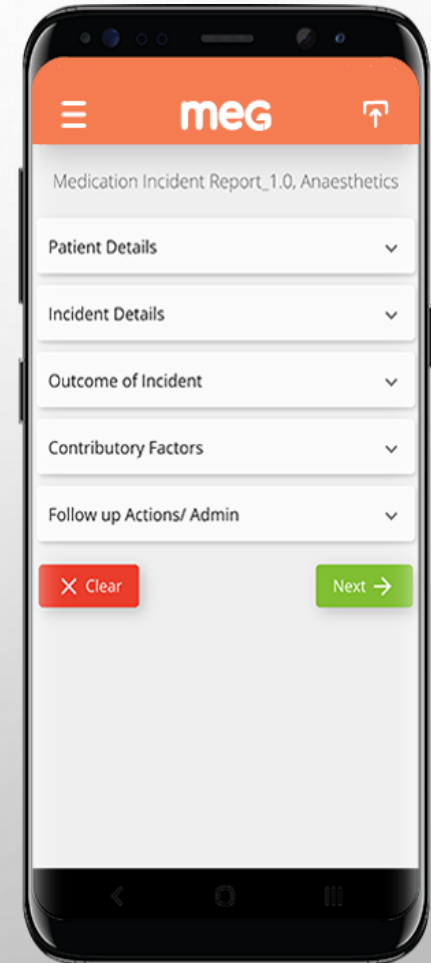 meG
Medication Incident Report_1.0, Anaesthetics
Patient Details
Incident Details
Outcome of Incident
Contributory Factors
Follow up Actions/ Admin
Clear
Next